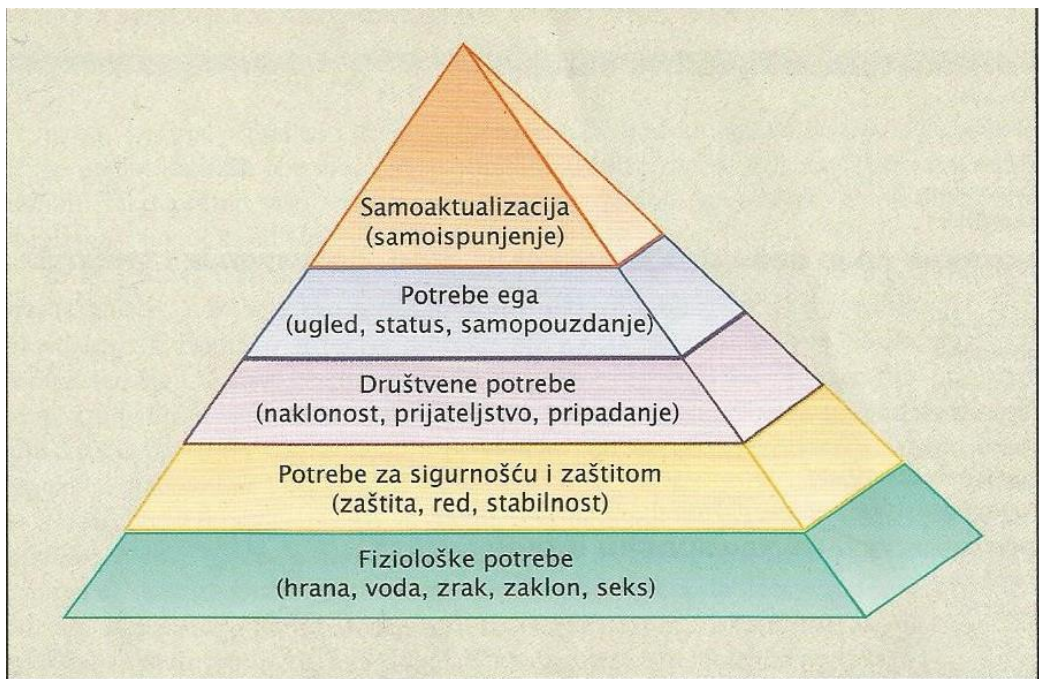 Samoaktualizacija
(samoispunjenje)
Potrebe ega
(ugled, status, samopouzdanje)
Društvene potrebe
(naklonost, prijateljstvo, pripadanje)
Potrebe za sigurnošću i zaštitom
(zaštita, red, stabilnost)
Fiziološke potrebe
(hrana, voda, zrak, zaklon, seks)